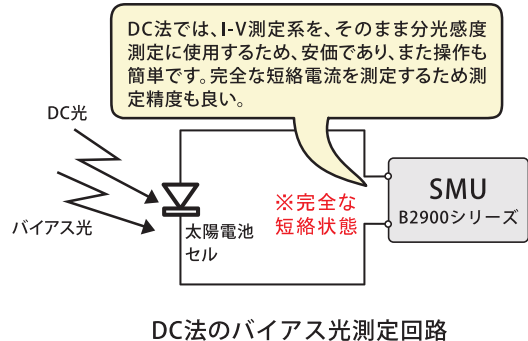 DC法では、I-V測定系を、そのまま分光感度
測定に使用するため、安価であり、また操作も
簡単です。完全な短絡電流を測定するため測
定精度も良い。
DC光
バイアス光
太陽電池
セル
※完全な
短絡状態
SMU
B2900シリーズ
DC法のバイアス光測定回路